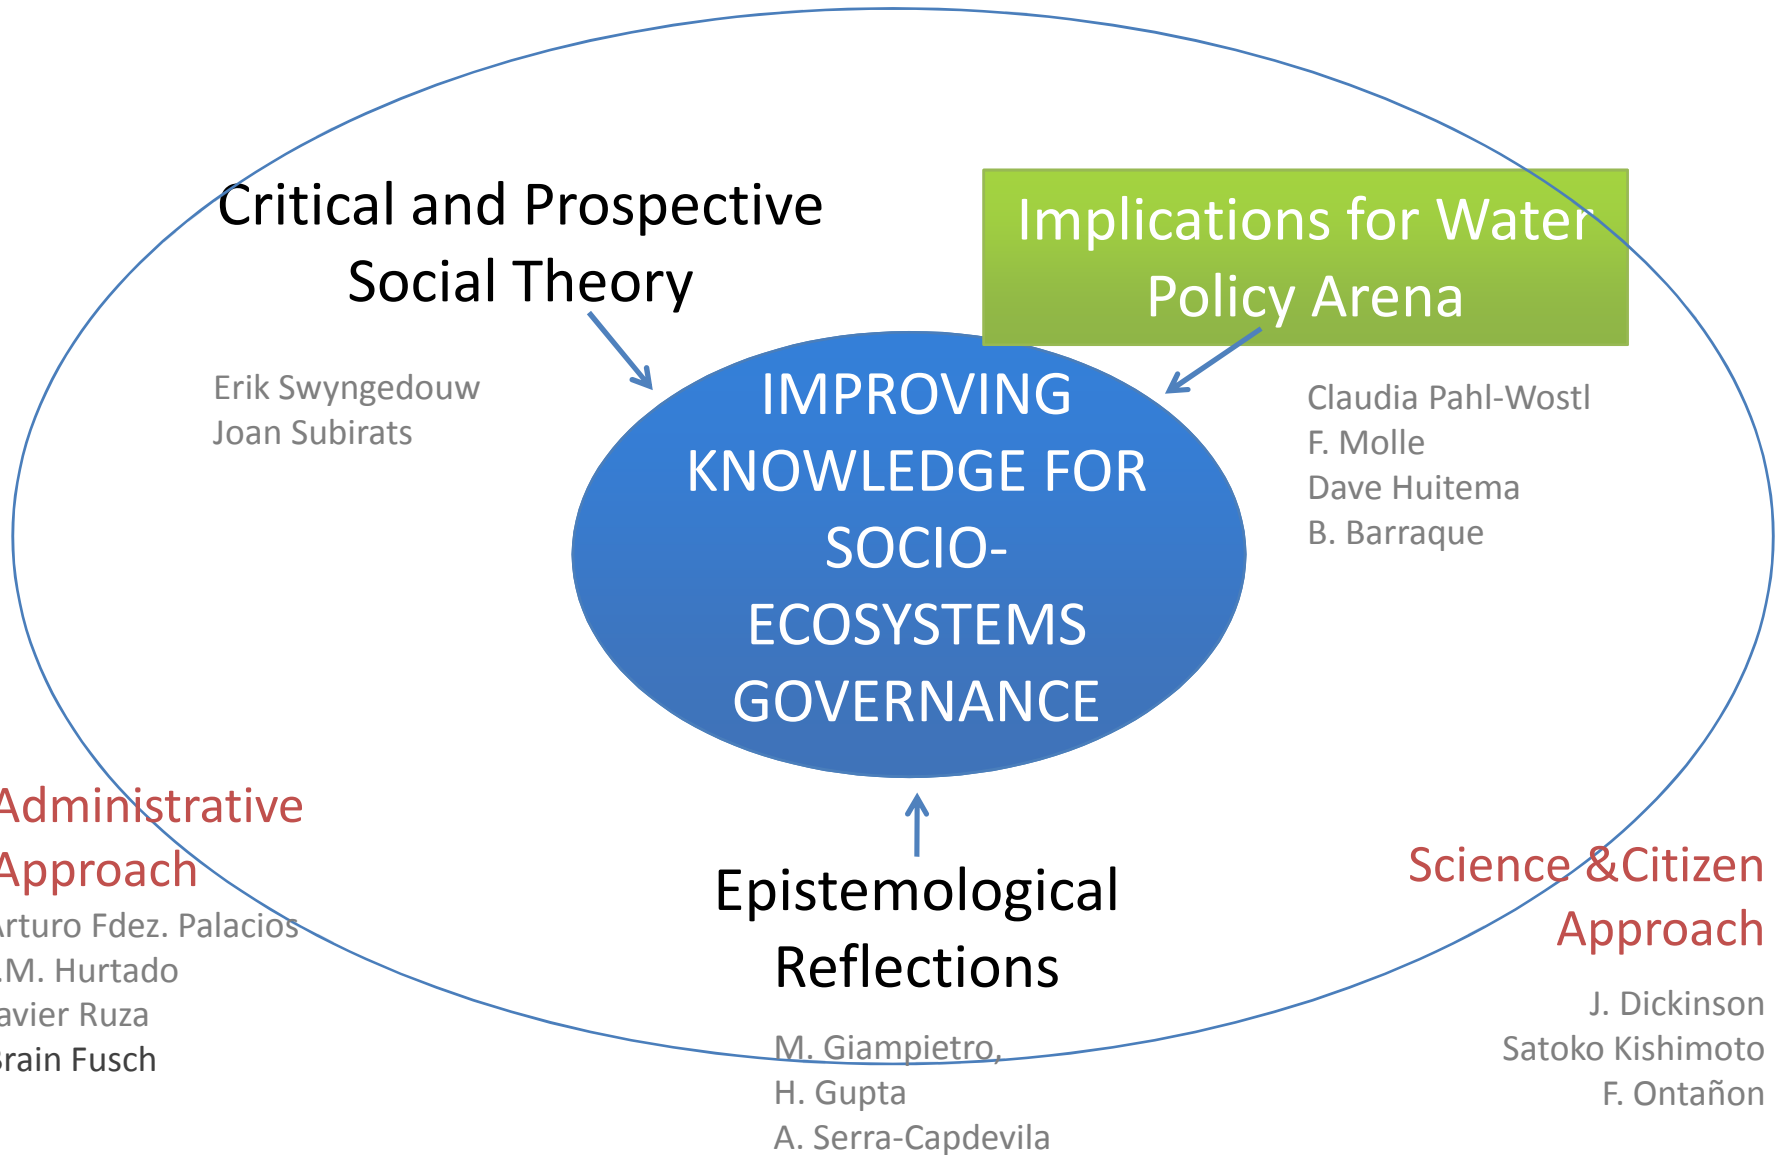 Critical and Prospective
Social Theory
Erik Swyngedouw
Joan Subirats
Implications for Water
Policy Arena
Claudia Pahl-Wostl
F. Molle
Dave Huitema
B. Barraque
IMPROVING
KNOWLEDGE FOR
SOCIO-
ECOSYSTEMS
GOVERNANCE
Administrative
Approach
Arturo Fdez. Palacios
.M. Hurtado
avier Ruza
Brain Fusch
Epistemological
Reflections
M. Giampietro,
H. Gupta
A. Serra-Capdevila
Science &Citizen
Approach
J. Dickinson
Satoko Kishimoto
F. Ontañon